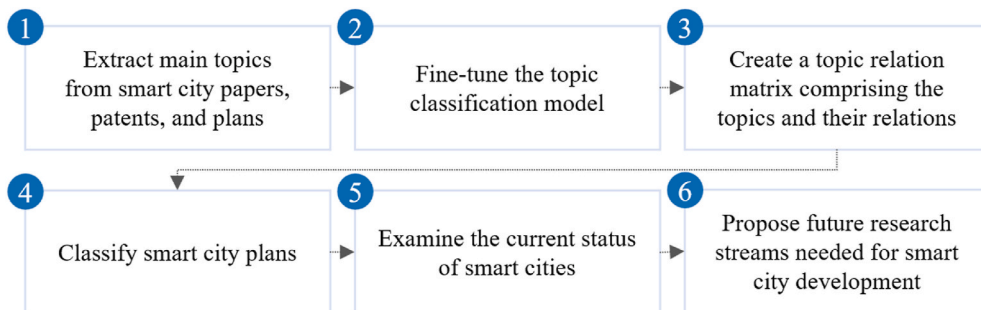 1
Extract main topics
from smart city papers,
patents, and plans
2
Fine-tune the topic
classification model
3
Create a topic relation
matrix comprising the
topics and their relations
4
Classify smart city plans
5
Examine the current status
of smart cities
6
Propose future research
streams needed for smart
city development